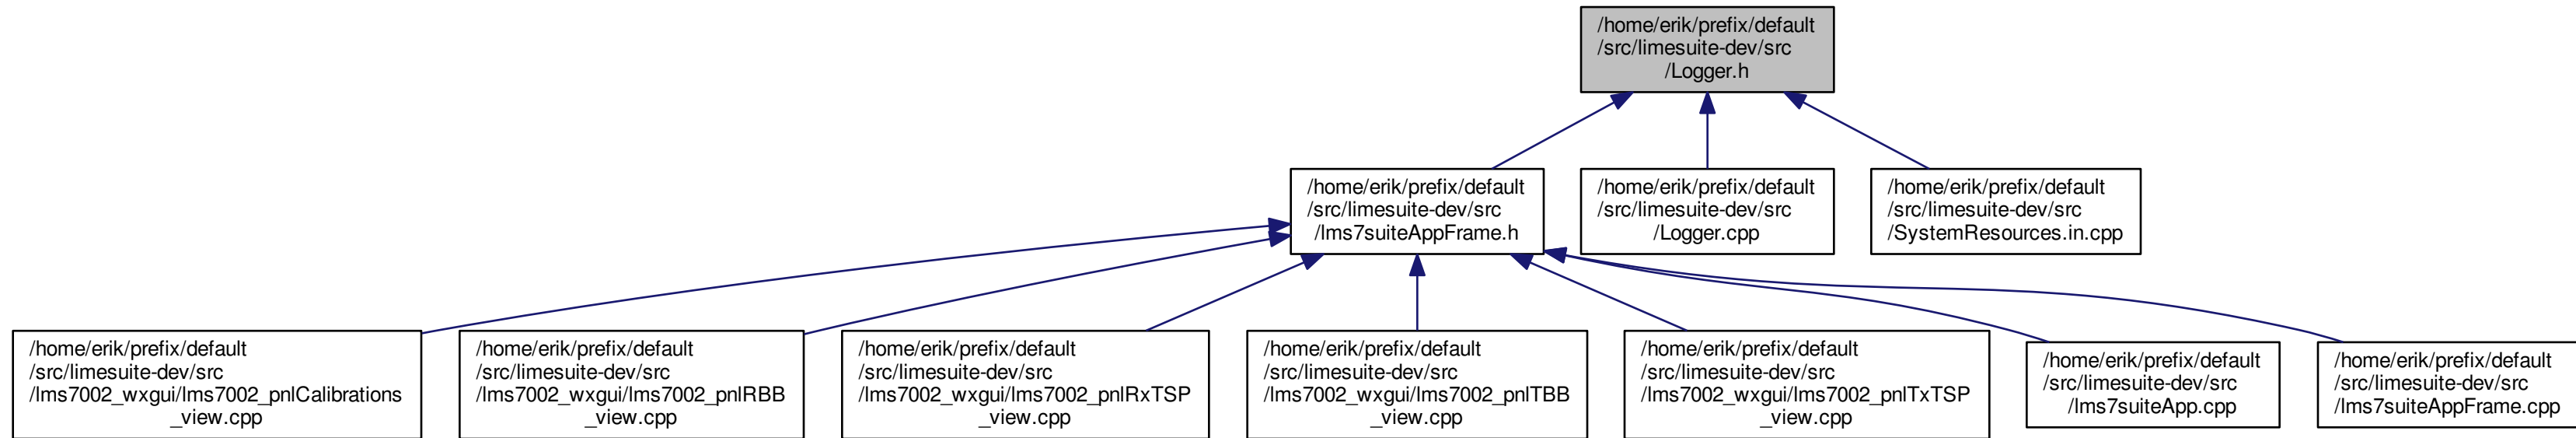 /home/erik/prefix/default
/src/limesuite-dev/src
/Logger.h
/home/erik/prefix/default
/src/limesuite-dev/src
/lms7suiteAppFrame.h
/home/erik/prefix/default
/src/limesuite-dev/src
/Logger.cpp
/home/erik/prefix/default
/src/limesuite-dev/src
/SystemResources.in.cpp
/home/erik/prefix/default
/src/limesuite-dev/src
/lms7002_wxgui/lms7002_pnlCalibrations
_view.cpp
/home/erik/prefix/default
/src/limesuite-dev/src
/lms7002_wxgui/lms7002_pnlRBB
_view.cpp
/home/erik/prefix/default
/src/limesuite-dev/src
/lms7002_wxgui/lms7002_pnlRxTSP
_view.cpp
/home/erik/prefix/default
/src/limesuite-dev/src
/lms7002_wxgui/lms7002_pnlTBB
_view.cpp
/home/erik/prefix/default
/src/limesuite-dev/src
/lms7002_wxgui/lms7002_pnlTxTSP
_view.cpp
/home/erik/prefix/default
/src/limesuite-dev/src
/lms7suiteApp.cpp
/home/erik/prefix/default
/src/limesuite-dev/src
/lms7suiteAppFrame.cpp